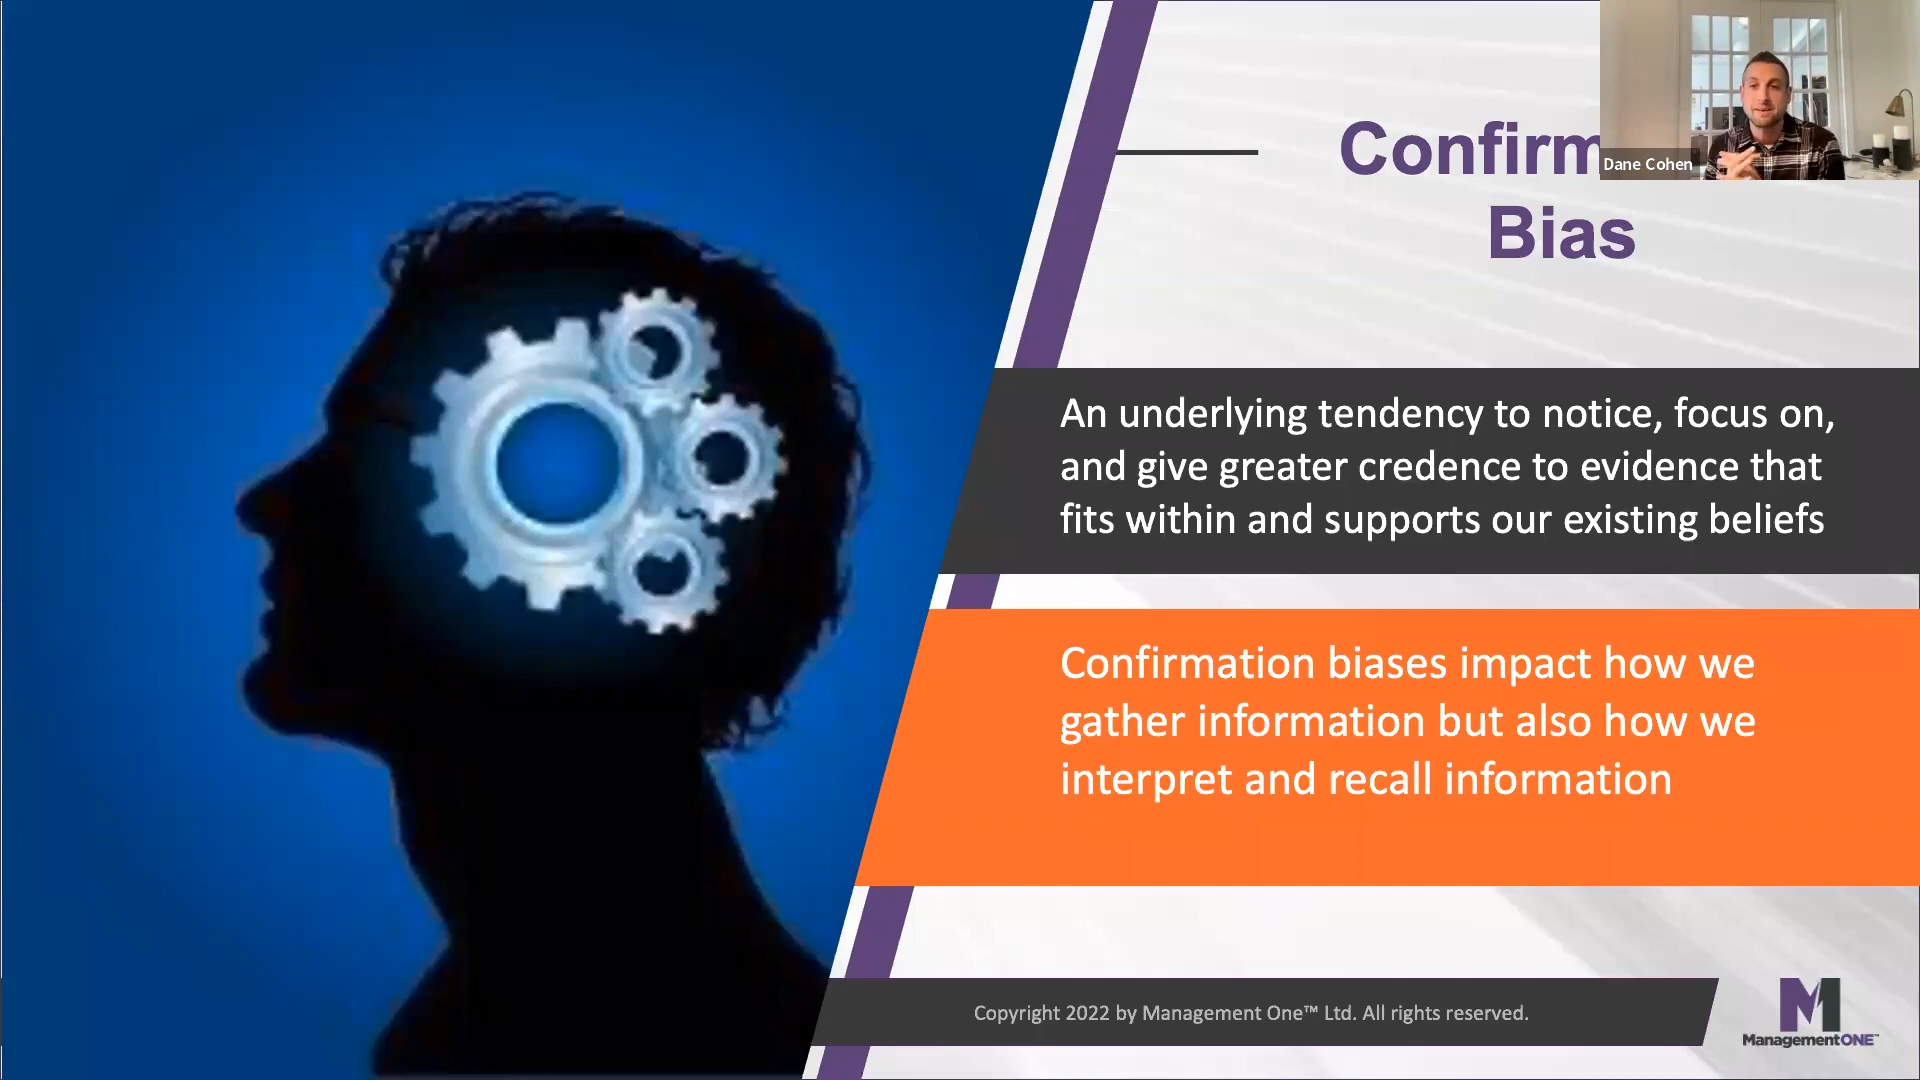 Confirm
Bias
Dane Cohen
An underlying tendency to notice, focus on,
and give greater credence to evidence that
fits within and supports our existing beliefs
Confirmation biases impact how we
gather information but also how we
interpret and recall information
Copyright 2022 by Management One™ Ltd. All rights reserved.
ManagementONE™